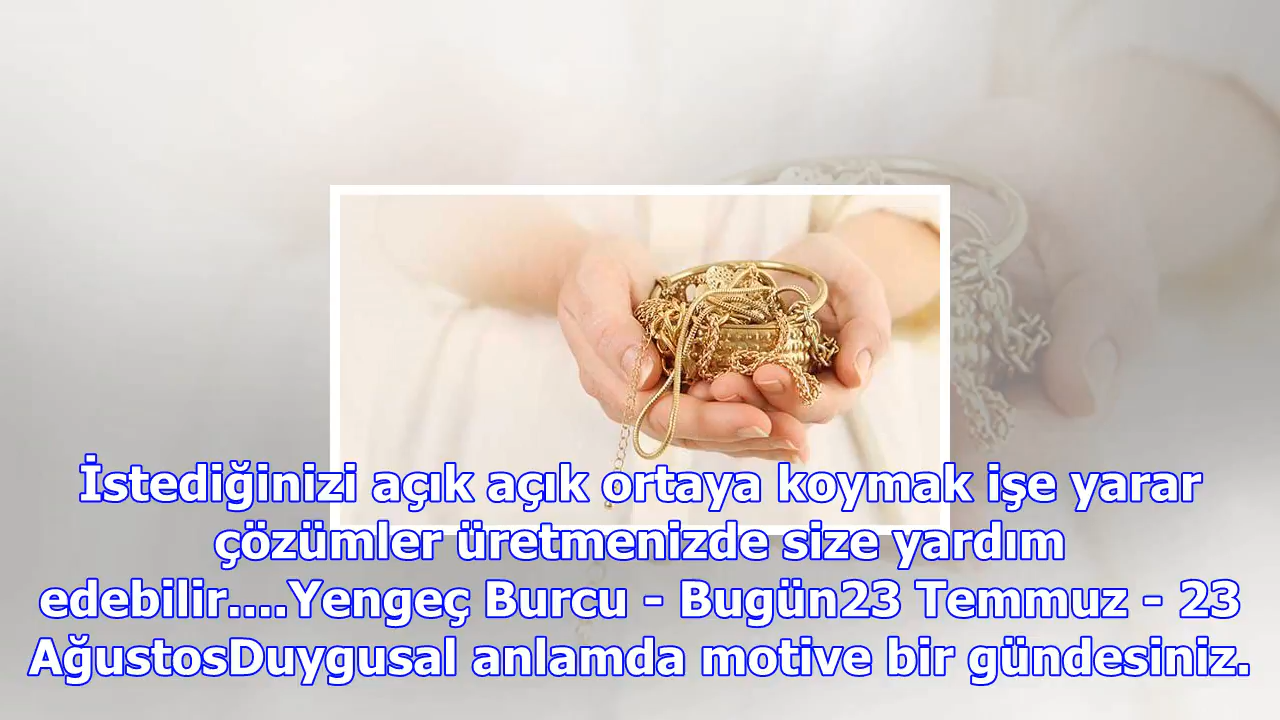 İstediğinizi açık açık ortaya koymak işe yarar
çözümler üretmenizde size yardım
edebilir....Yengeç Burcu - Bugün23 Temmuz - 23
AğustosDuygusal anlamda motive bir gündesiniz.